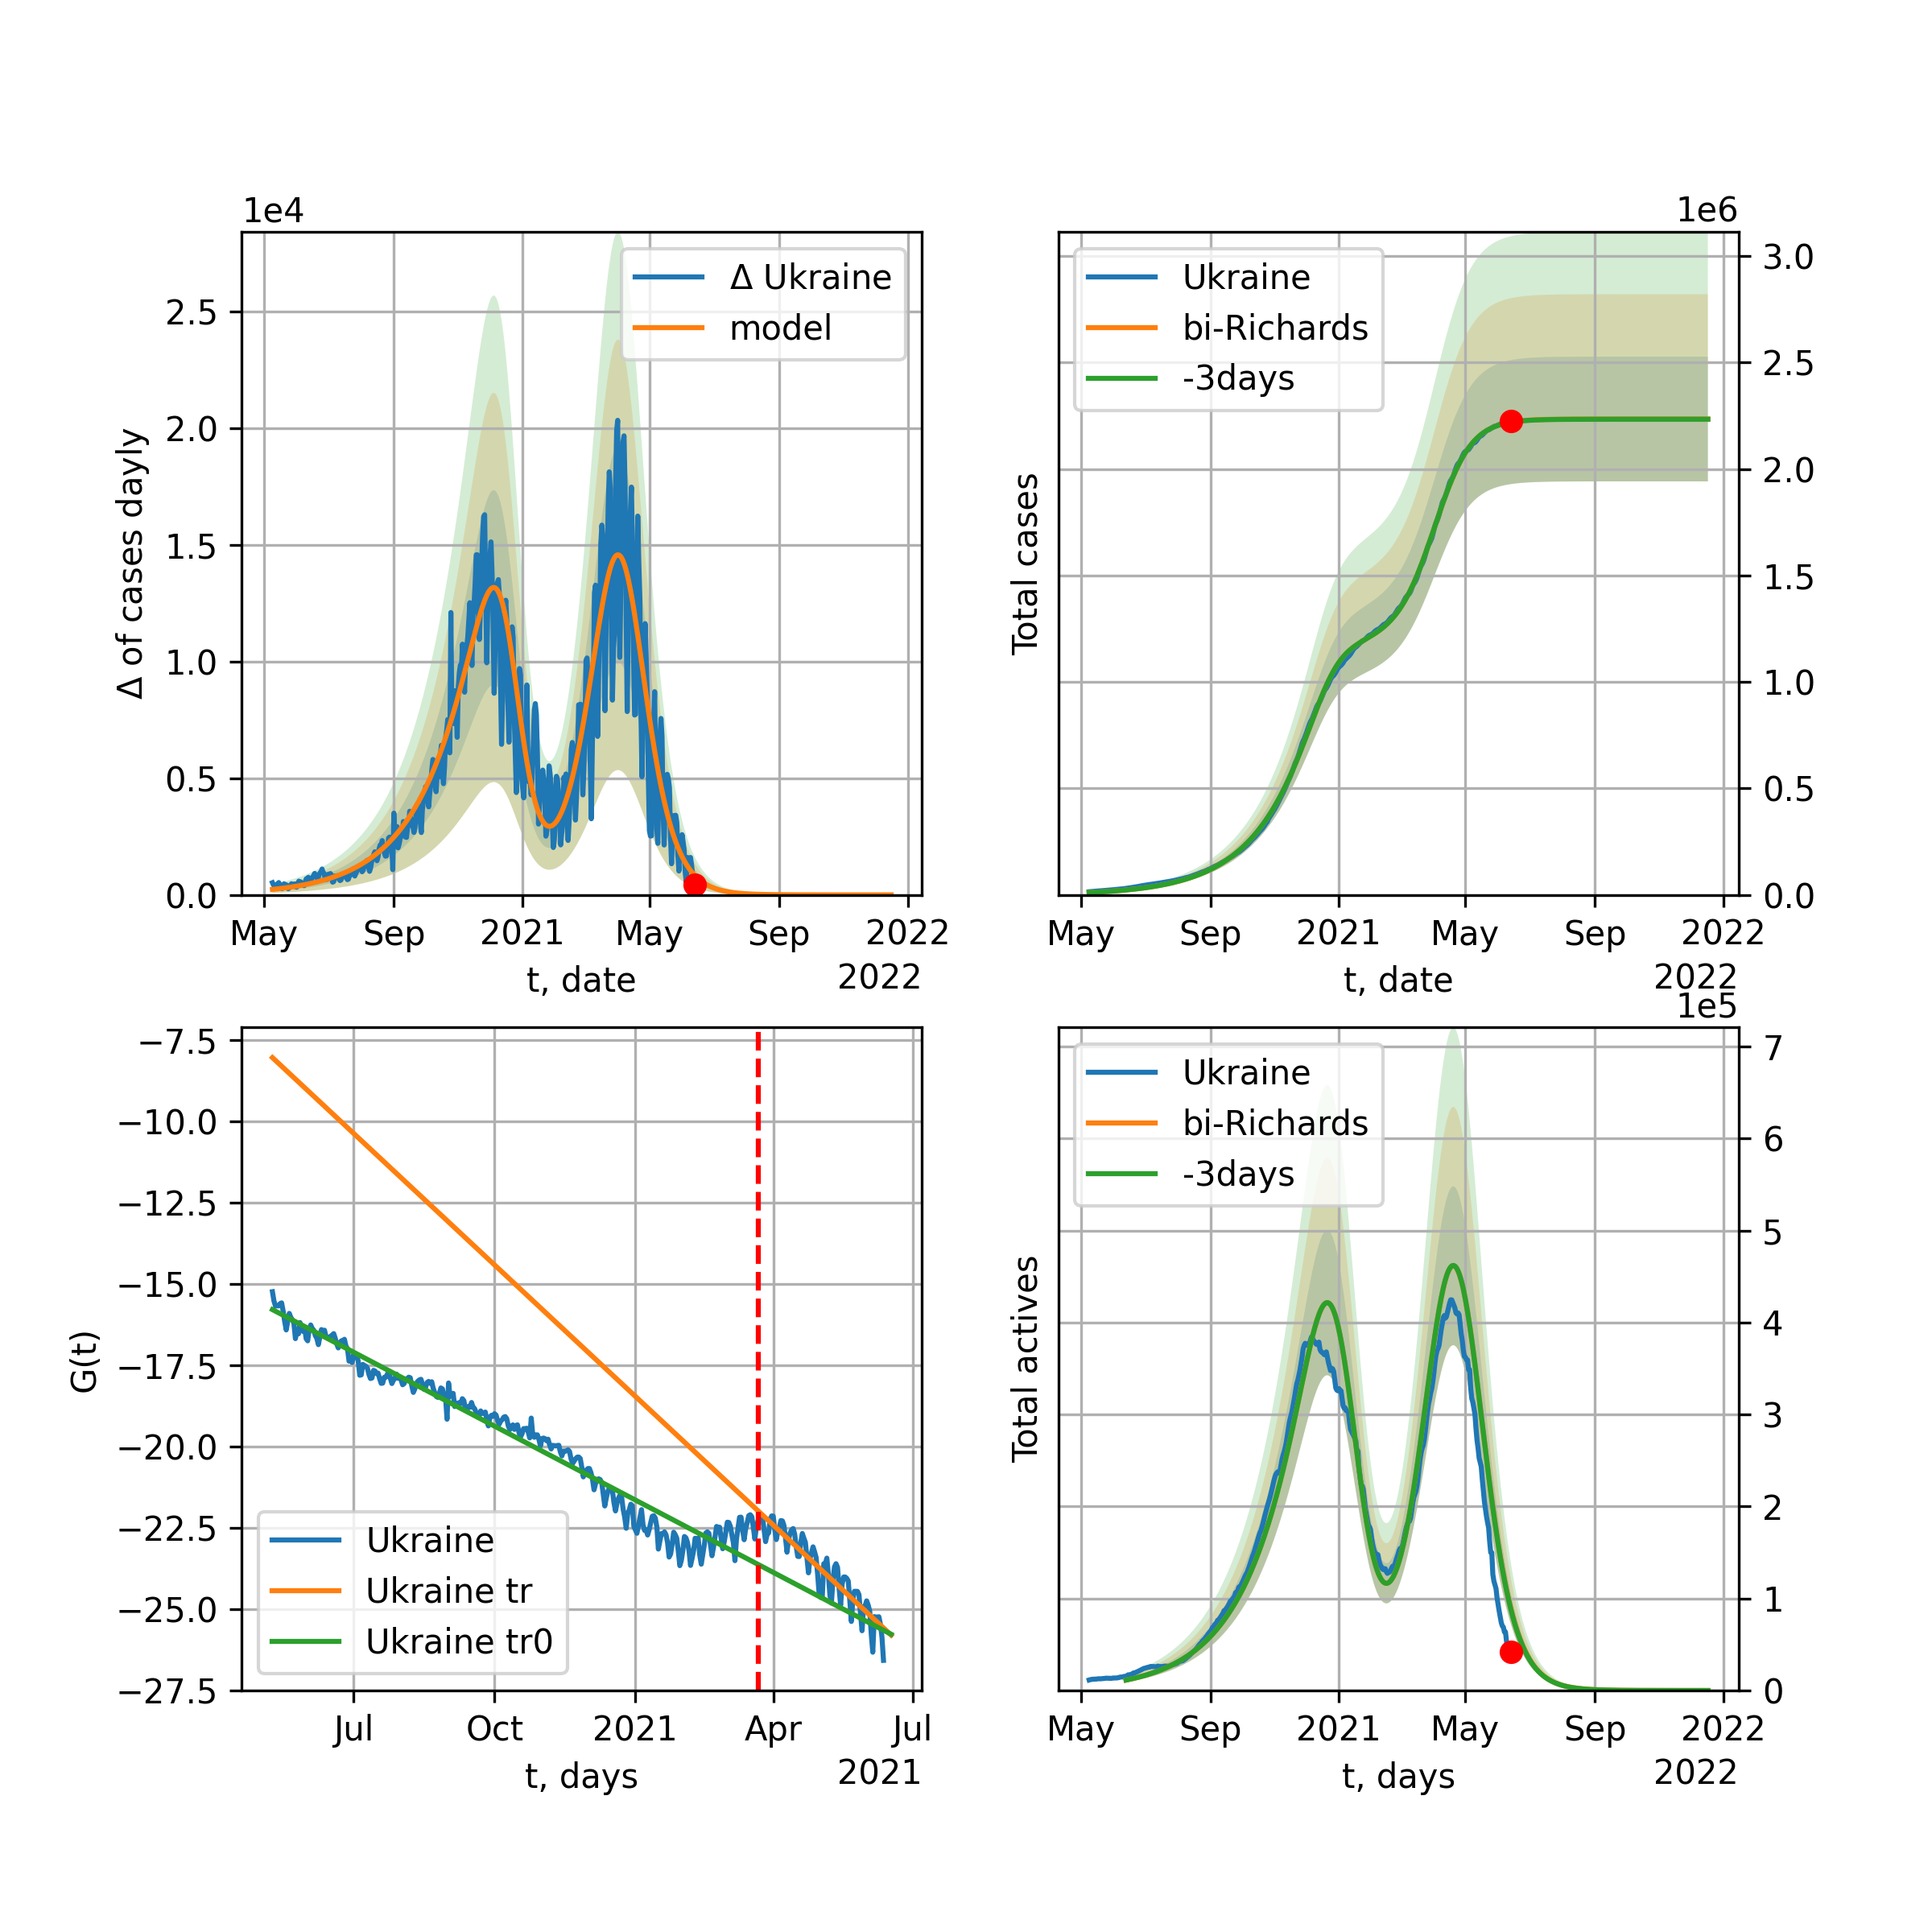 1e4
Δ of cases dayly
2.5
2.0
1.5
1.0
0.5
0.0
Δ Ukraine
model
May Sep 2021 May Sep 2022
t, date
2022
1e6
Total cases
Ukraine
bi-Richards
-3days
3.0
2.5
2.0
1.5
1.0
0.5
0.0
May Sep 2021 May Sep 2022
t, date
2022
G(t)
−7.5
−10.0
−12.5
−15.0
−17.5
−20.0
−22.5
−25.0
−27.5
Ukraine
Ukraine tr
Ukraine tr0
Jul Oct 2021 Apr Jul
t, days
2021
1e5
Total actives
Ukraine
bi-Richards
-3days
7
6
5
4
3
2
1
0
May Sep 2021 May Sep 2022
t, days
2022